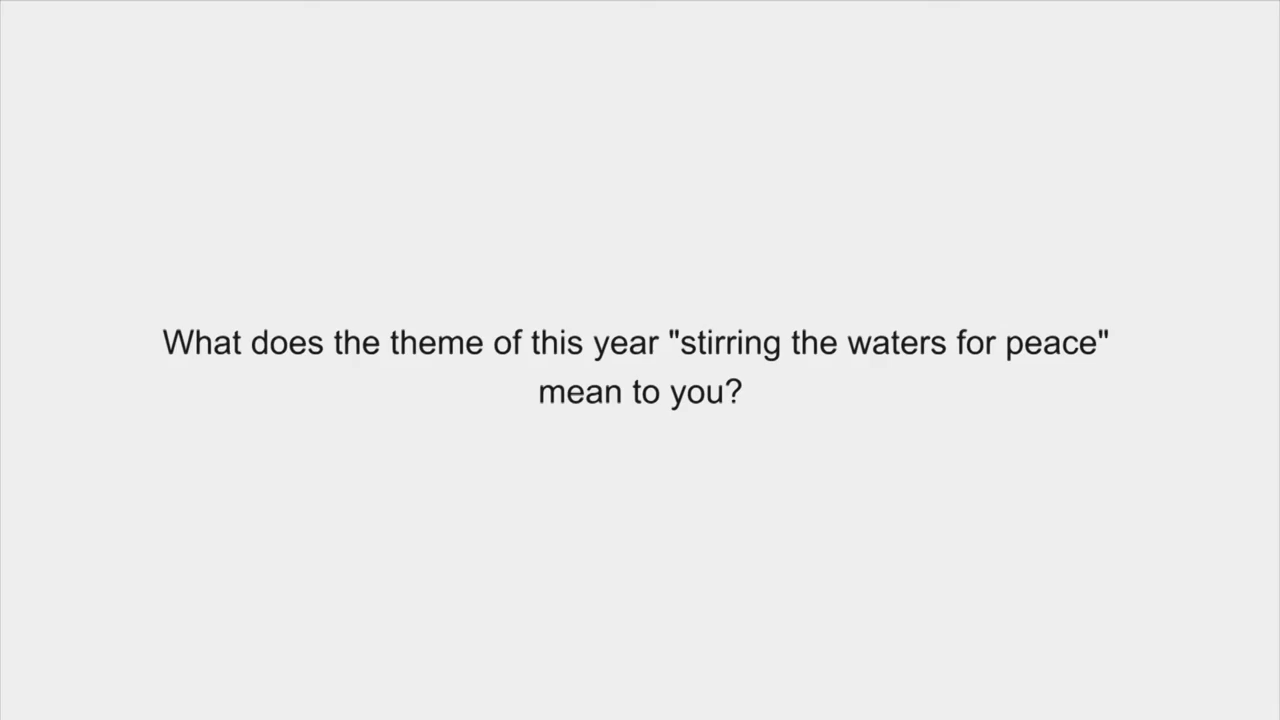 What does the theme of this year "stirring the waters for peace"
mean to you?